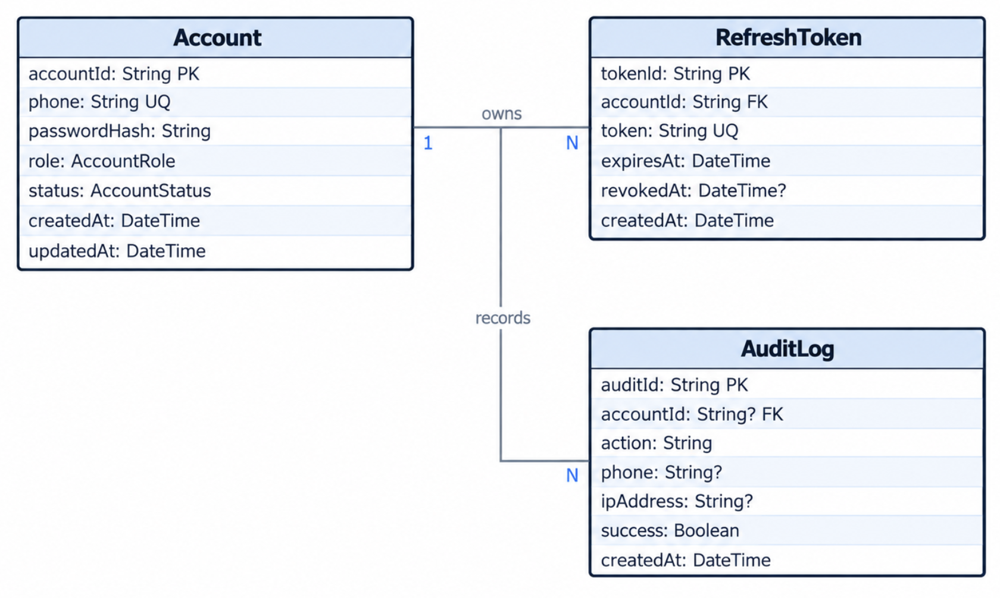 Account
accountId: String PK
phone: String UQ
passwordHash: String
role: AccountRole
status: AccountStatus
createdAt: DateTime
updatedAt: DateTime
owns
1
N
RefreshToken
tokenId: String PK
accountId: String FK
token: String UQ
expiresAt: DateTime
revokedAt: DateTime?
createdAt: DateTime
records
N
AuditLog
auditId: String PK
accountId: String? FK
action: String
phone: String?
ipAddress: String?
success: Boolean
createdAt: DateTime